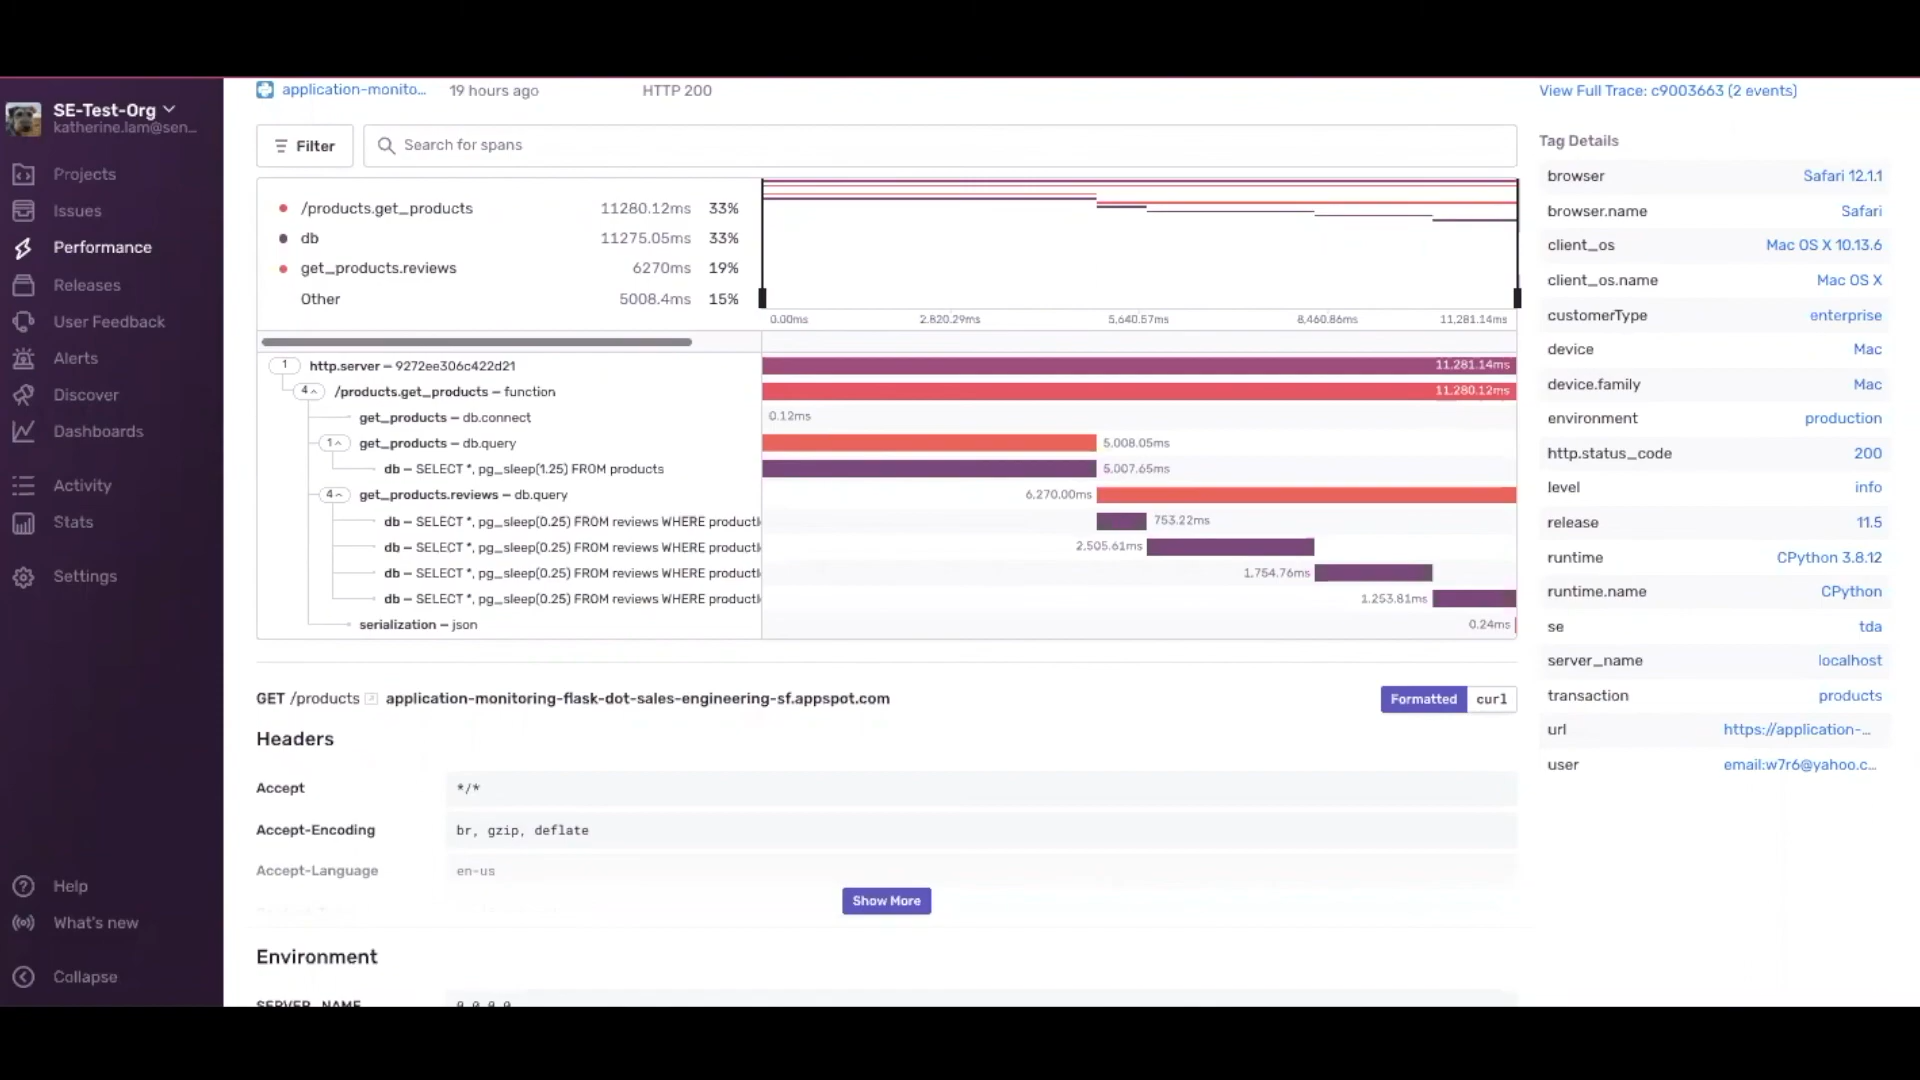 SE-Test-Org
katherine.lam@sen...
Projects
Issues
Performance
Releases
User Feedback
Alerts
Discover
Dashboards
Activity
Stats
Settings
Help
What's new
Collapse
application-monito... 19 hours ago HTTP 200
Filter Search for spans
/products.get_products 11280.12ms 33%
db 11275.05ms 33%
get_products.reviews 6270ms 19%
Other 5008.4ms 15%
0.00ms 2,820.29ms 5,640.57ms 8,460.86ms 11,281.14ms
1 http.server — 9272ee306c422d21 11,281.14ms
4 /products.get_products — function 11,280.12ms
get_products — db.connect 0.12ms
1 get_products — db.query 5,008.05ms
db — SELECT *, pg_sleep(1.25) FROM products 5,007.65ms
4 get_products.reviews — db.query 6,270.00ms
db — SELECT *, pg_sleep(0.25) FROM reviews WHERE product 753.22ms
db — SELECT *, pg_sleep(0.25) FROM reviews WHERE product 2,505.61ms
db — SELECT *, pg_sleep(0.25) FROM reviews WHERE product 1,754.76ms
db — SELECT *, pg_sleep(0.25) FROM reviews WHERE product 1,253.81ms
serialization — json 0.24ms
GET /products application-monitoring-flask-dot-sales-engineering-sf.appspot.com Formatted curl
Headers
Accept */*
Accept-Encoding br, gzip, deflate
Accept-Language en-us
Show More
Environment
SERVER_NAME 0.0.0.0
View Full Trace: c9003663 (2 events)
Tag Details
browser Safari 12.1.1
browser.name Safari
client_os Mac OS X 10.13.6
client_os.name Mac OS X
customerType enterprise
device Mac
device.family Mac
environment production
http.status_code 200
level info
release 11.5
runtime CPython 3.8.12
runtime.name CPython
se tda
server_name localhost
transaction products
url https://application-...
user email:w7r6@yahoo.c...